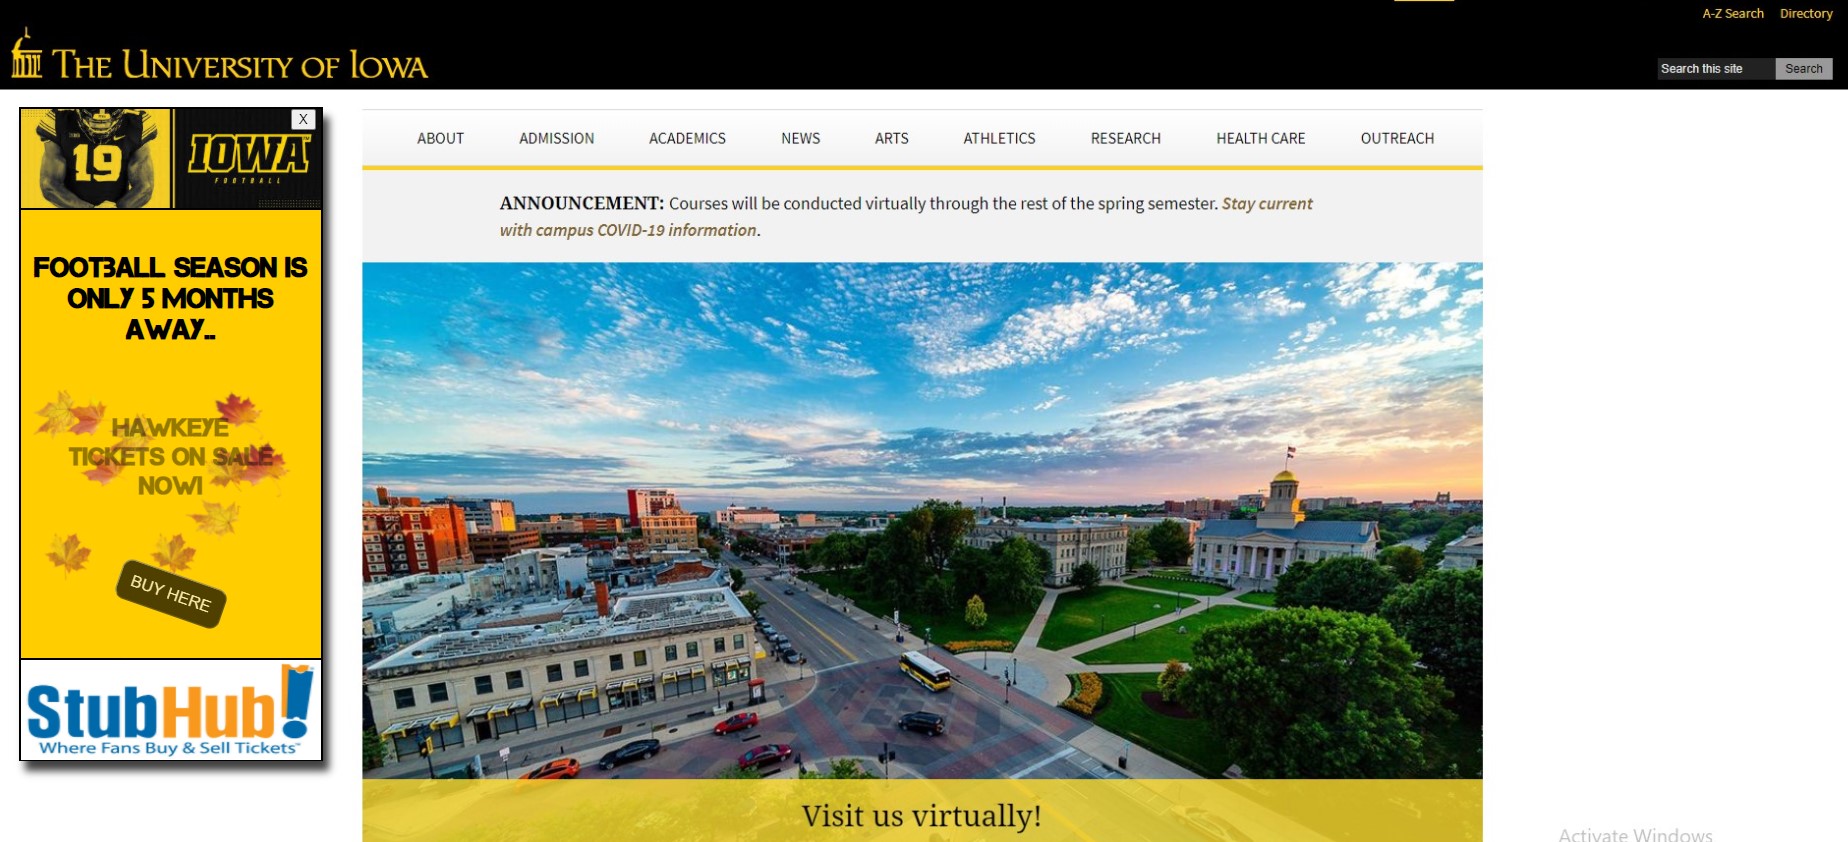 A-Z Search Directory
THE UNIVERSITY OF IOWA
Search this site Search
X
19
IOWA
FOOTBALL
FOOTBALL SEASON IS
ONLY 5 MONTHS
AWAY...
HAWKEYE
TICKETS ON SALE
NOW!
BUY HERE
StubHub!
Where Fans Buy & Sell Tickets™
ABOUT ADMISSION ACADEMICS NEWS ARTS ATHLETICS RESEARCH HEALTH CARE OUTREACH
ANNOUNCEMENT: Courses will be conducted virtually through the rest of the spring semester. Stay current
with campus COVID-19 information.
Visit us virtually!
Activate Windows